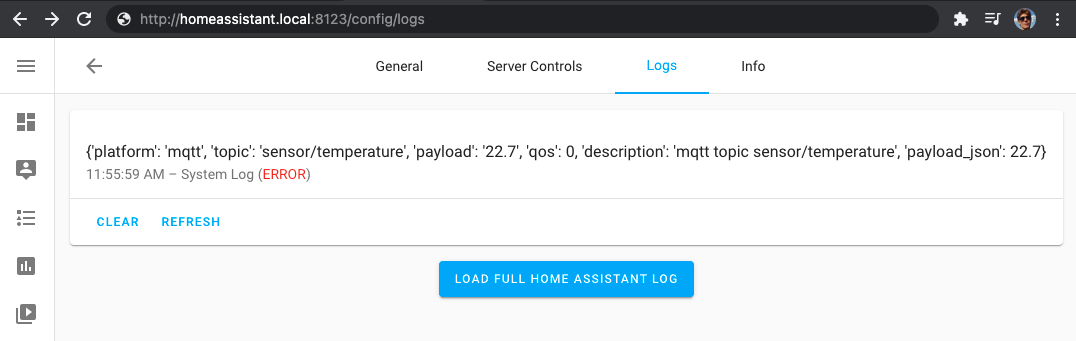 http://homeassistant.local:8123/config/logs
General Server Controls Logs Info
{'platform': 'mqtt', 'topic': 'sensor/temperature', 'payload': '22.7', 'qos': 0, 'description': 'mqtt topic sensor/temperature', 'payload_json': 22.7}
11:55:59 AM – System Log (ERROR)
CLEAR REFRESH
LOAD FULL HOME ASSISTANT LOG